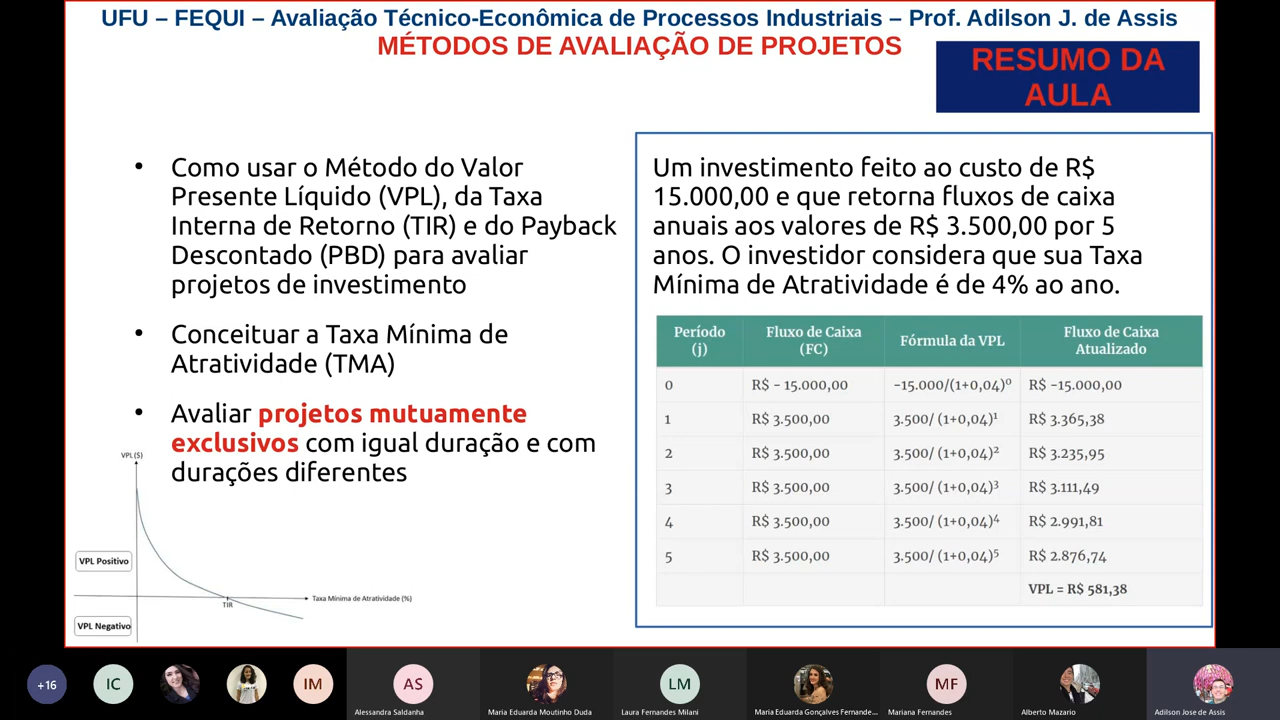 UFU – FEQUI – Avaliação Técnico-Econômica de Processos Industriais – Prof. Adilson J. de Assis
MÉTODOS DE AVALIAÇÃO DE PROJETOS
RESUMO DA
AULA
• Como usar o Método do Valor
Presente Líquido (VPL), da Taxa
Interna de Retorno (TIR) e do Payback
Descontado (PBD) para avaliar
projetos de investimento
• Conceituar a Taxa Mínima de
Atratividade (TMA)
• Avaliar projetos mutuamente
exclusivos com igual duração e com
durações diferentes
VPL ($)
VPL Positivo
TIR
Taxa Mínima de Atratividade (%)
VPL Negativo
Um investimento feito ao custo de R$
15.000,00 e que retorna fluxos de caixa
anuais aos valores de R$ 3.500,00 por 5
anos. O investidor considera que sua Taxa
Mínima de Atratividade é de 4% ao ano.
Período (j) Fluxo de Caixa (FC) Fórmula da VPL Fluxo de Caixa Atualizado
0 R$ - 15.000,00 -15.000/(1+0,04)⁰ R$ -15.000,00
1 R$ 3.500,00 3.500/ (1+0,04)¹ R$ 3.365,38
2 R$ 3.500,00 3.500/ (1+0,04)² R$ 3.235,95
3 R$ 3.500,00 3.500/ (1+0,04)³ R$ 3.111,49
4 R$ 3.500,00 3.500/ (1+0,04)⁴ R$ 2.991,81
5 R$ 3.500,00 3.500/ (1+0,04)⁵ R$ 2.876,74
VPL = R$ 581,38
+16
IC
IM
AS
LM
MF
Alessandra Saldanha
Maria Eduarda Moutinho Duda
Laura Fernandes Milani
Maria Eduarda Gonçalves Fernande...
Mariana Fernandes
Alberto Mazario
Adilson Jose de Assis